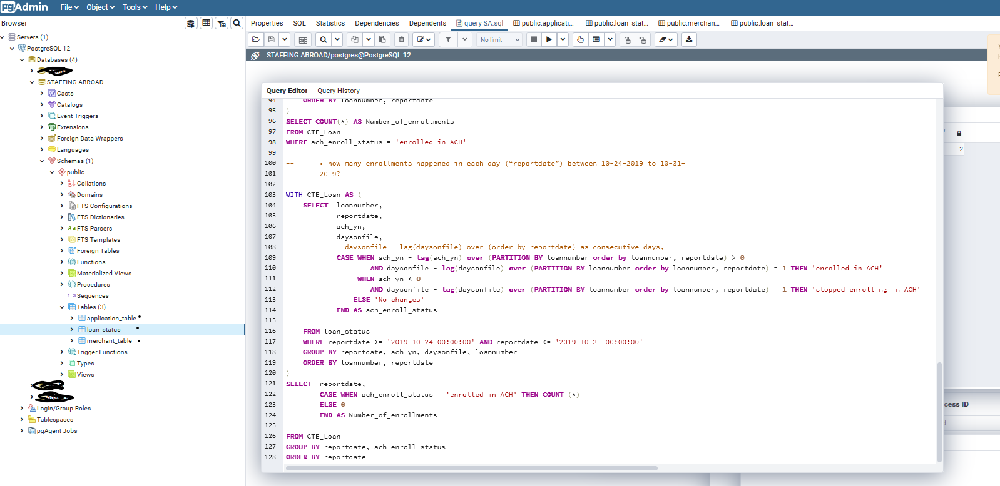 pgAdmin File Object Tools Help
Browser
Properties SQL Statistics Dependencies Dependents query SA.sql public.applicati... public.loan_stat... public.merchan... public.loan_stat...
No limit
STAFFING ABROAD/postgres@PostgreSQL 12
Servers (1)
PostgreSQL 12
Databases (4)
STAFFING ABROAD
Casts
Catalogs
Event Triggers
Extensions
Foreign Data Wrappers
Languages
Schemas (1)
public
Collations
Domains
FTS Configurations
FTS Dictionaries
Aa FTS Parsers
FTS Templates
Foreign Tables
Functions
Materialized Views
Procedures
1..3 Sequences
Tables (3)
application_table
loan_status
merchant_table
Trigger Functions
Types
Views
Login/Group Roles
Tablespaces
pgAgent Jobs
Query Editor Query History
94 ORDER BY loannumber, reportdate
95 )
96 SELECT COUNT(*) AS Number_of_enrollments
97 FROM CTE_Loan
98 WHERE ach_enroll_status = 'enrolled in ACH'
99
100 -- • how many enrollments happened in each day (“reportdate”) between 10-24-2019 to 10-31-
101 -- 2019?
102
103 WITH CTE_Loan AS (
104 SELECT loannumber,
105 reportdate,
106 ach_yn,
107 daysonfile,
108 --daysonfile - lag(daysonfile) over (order by reportdate) as consecutive_days,
109 CASE WHEN ach_yn - lag(ach_yn) over (PARTITION BY loannumber order by loannumber, reportdate) > 0
110 AND daysonfile - lag(daysonfile) over (PARTITION BY loannumber order by loannumber, reportdate) = 1 THEN 'enrolled in ACH'
111 WHEN ach_yn < 0
112 AND daysonfile - lag(daysonfile) over (PARTITION BY loannumber order by loannumber, reportdate) = 1 THEN 'stopped enrolling in ACH'
113 ELSE 'No changes'
114 END AS ach_enroll_status
115
116 FROM loan_status
117 WHERE reportdate >= '2019-10-24 00:00:00' AND reportdate <= '2019-10-31 00:00:00'
118 GROUP BY reportdate, ach_yn, daysonfile, loannumber
119 ORDER BY loannumber, reportdate
120 )
121 SELECT reportdate,
122 CASE WHEN ach_enroll_status = 'enrolled in ACH' THEN COUNT (*)
123 ELSE 0
124 END AS Number_of_enrollments
125
126 FROM CTE_Loan
127 GROUP BY reportdate, ach_enroll_status
128 ORDER BY reportdate
2
cess ID